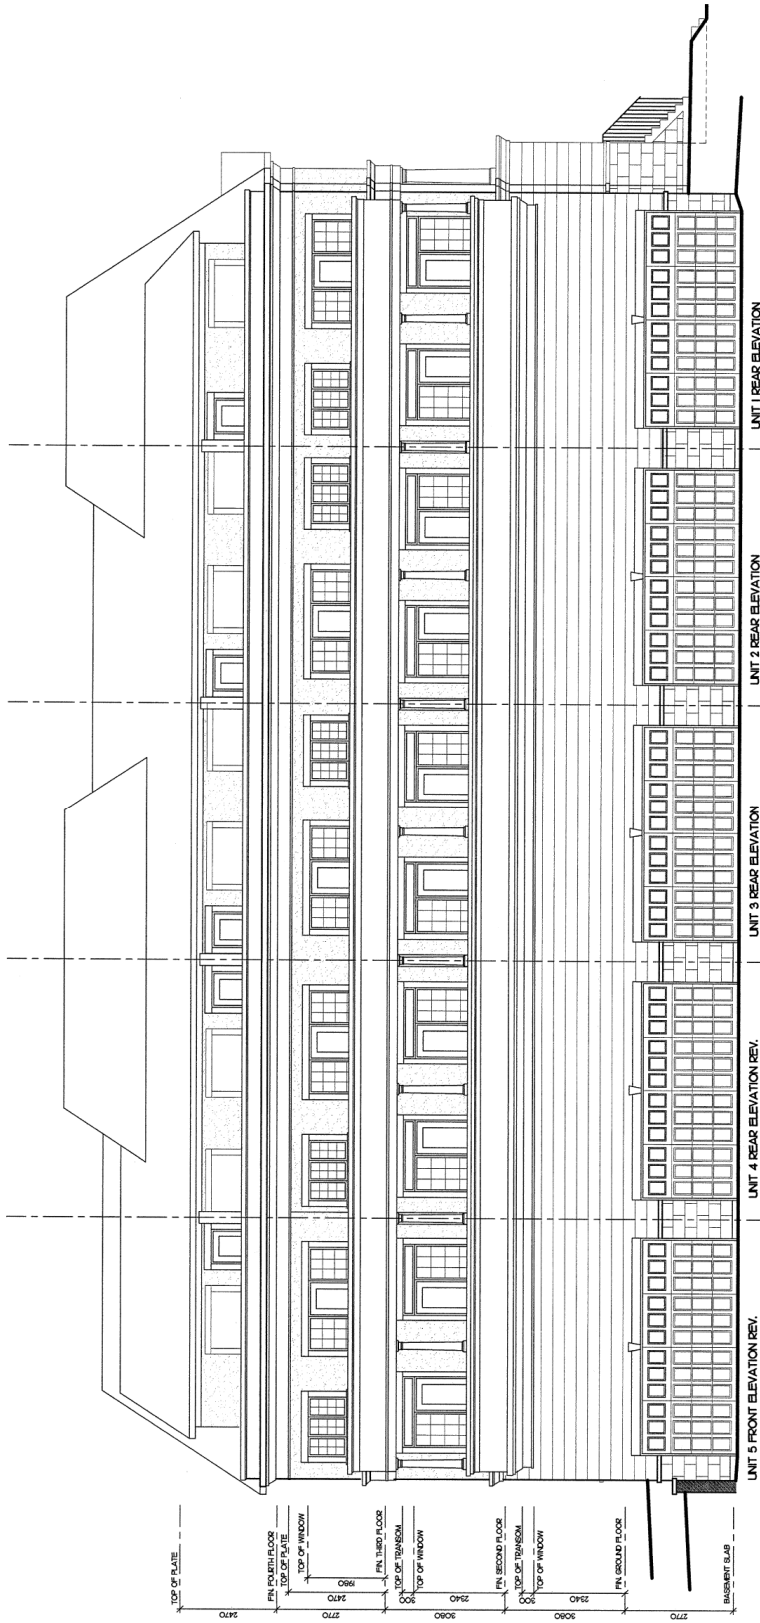 TOP OF PLATE
FIN. FOURTH FLOOR
TOP OF PLATE
TOP OF WINDOW
FIN. THIRD FLOOR
TOP OF TRANSOM
TOP OF WINDOW
FIN. SECOND FLOOR
TOP OF TRANSOM
TOP OF WINDOW
FIN. GROUND FLOOR
BASEMENT SLAB
2470
2770
2470
1980
3080
300
2340
3080
300
2340
2770
UNIT 5 FRONT ELEVATION REV.
UNIT 4 REAR ELEVATION REV.
UNIT 3 REAR ELEVATION
UNIT 2 REAR ELEVATION
UNIT 1 REAR ELEVATION